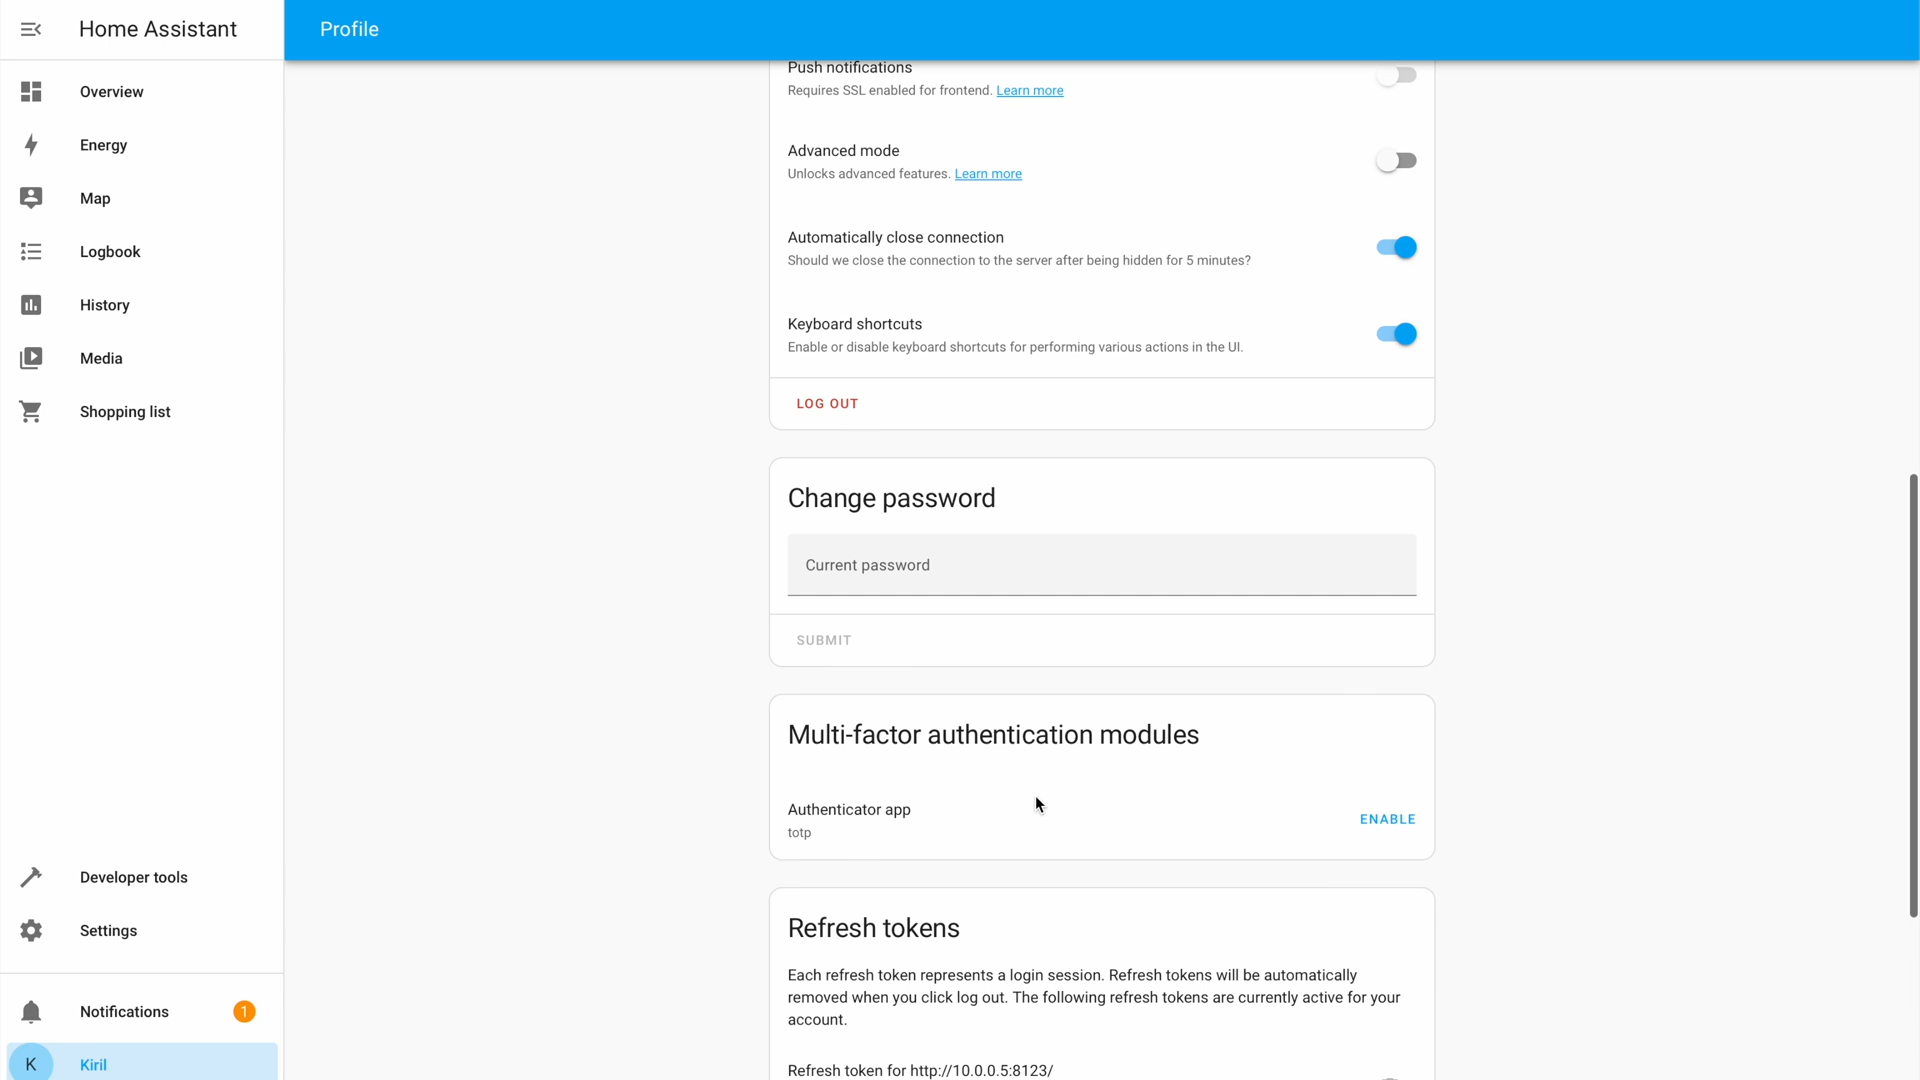 Home Assistant
Profile
Overview
Energy
Map
Logbook
History
Media
Shopping list
Developer tools
Settings
Notifications
1
K
Kiril
Push notifications
Requires SSL enabled for frontend. Learn more
Advanced mode
Unlocks advanced features. Learn more
Automatically close connection
Should we close the connection to the server after being hidden for 5 minutes?
Keyboard shortcuts
Enable or disable keyboard shortcuts for performing various actions in the UI.
LOG OUT
Change password
Current password
SUBMIT
Multi-factor authentication modules
Authenticator app
totp
ENABLE
Refresh tokens
Each refresh token represents a login session. Refresh tokens will be automatically
removed when you click log out. The following refresh tokens are currently active for your
account.
Refresh token for http://10.0.0.5:8123/